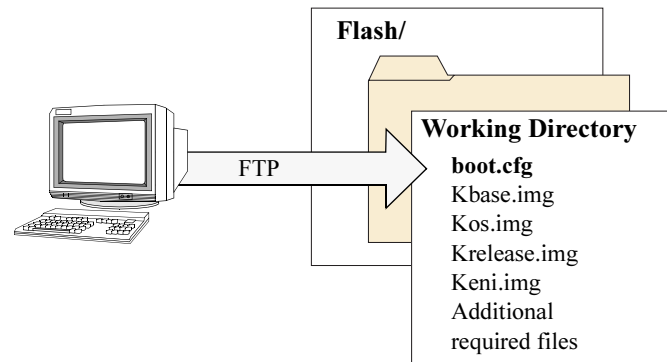 Flash/
Working Directory
FTP
boot.cfg
Kbase.img
Kos.img
Krelease.img
Keni.img
Additional
required files